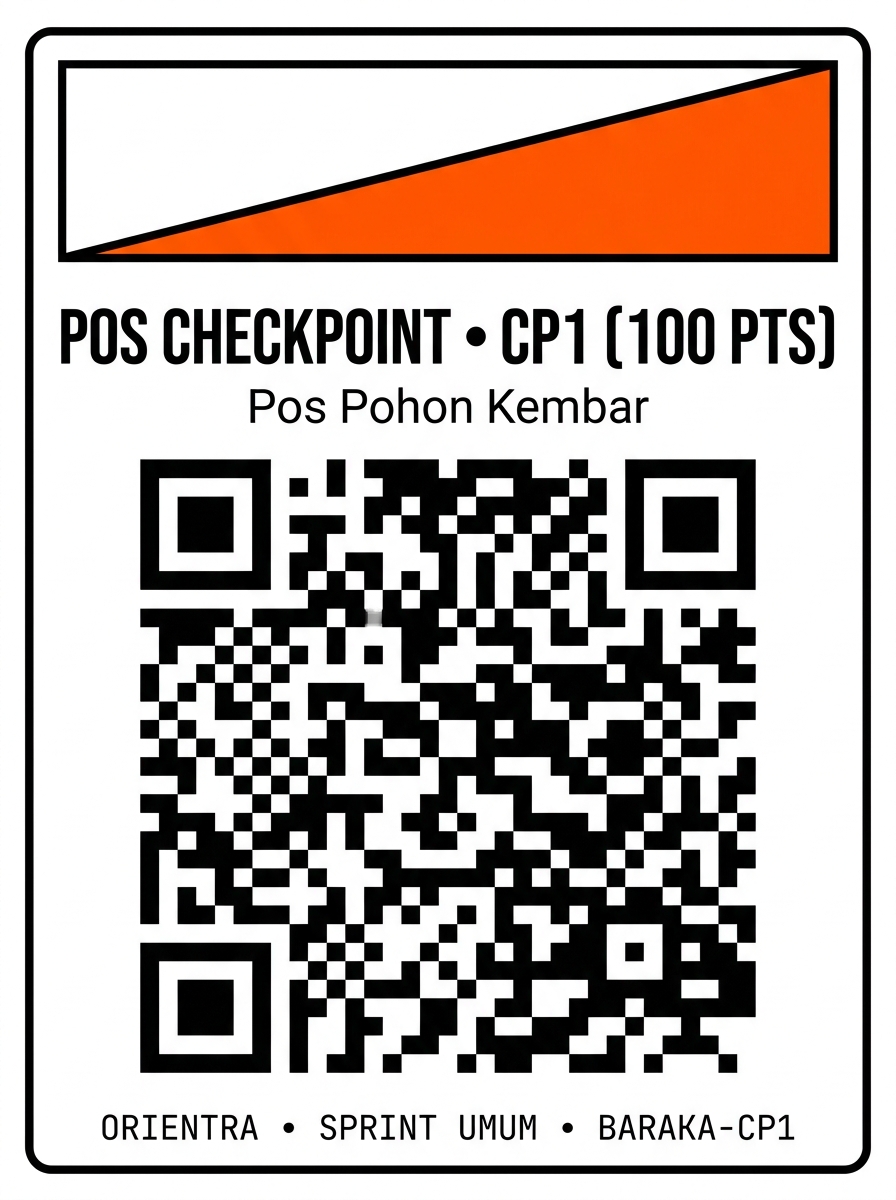 POS CHECKPOINT • CP1 (100 PTS)
Pos Pohon Kembar
ORIENTRA • SPRINT UMUM • BARAKA-CP1